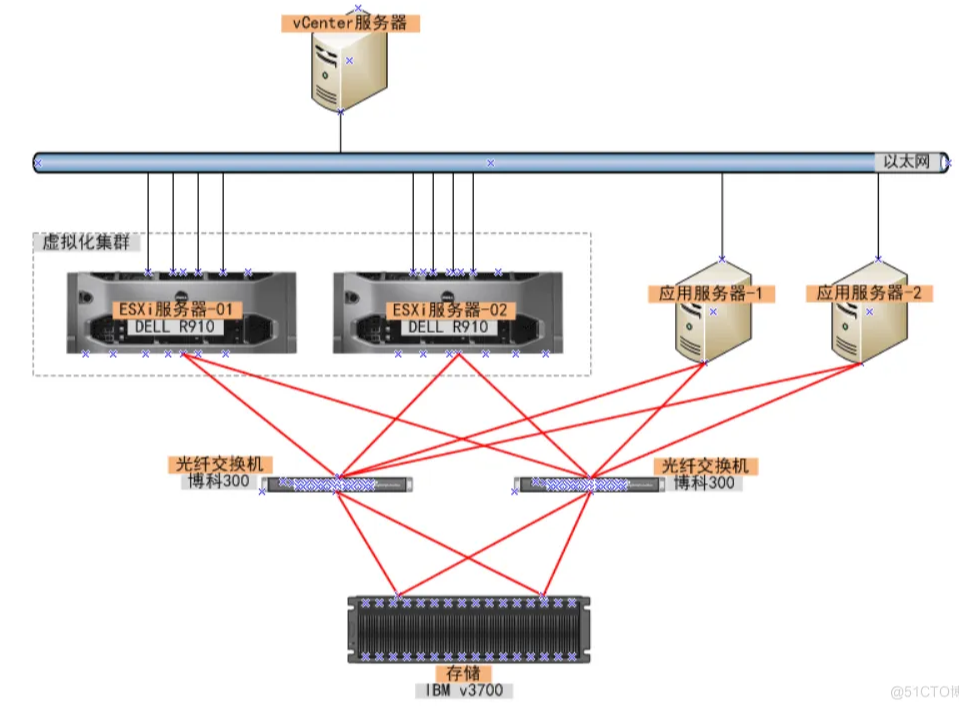 vCenter服务器
以太网
虚拟化集群
ESXi服务器-01
DELL R910
ESXi服务器-02
DELL R910
应用服务器-1
应用服务器-2
光纤交换机
博科300
光纤交换机
博科300
存储
IBM v3700
@51CTO博